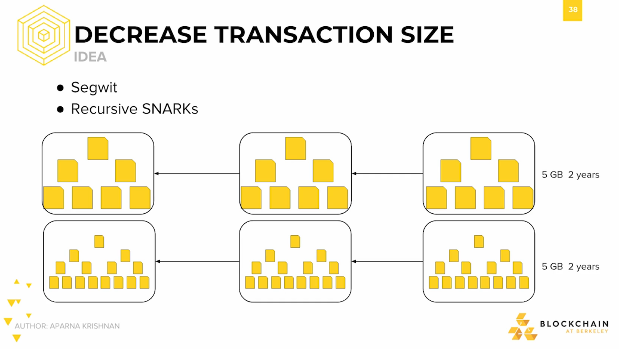 38
DECREASE TRANSACTION SIZE
IDEA
● Segwit
● Recursive SNARKs
5 GB 2 years
5 GB 2 years
AUTHOR: APARNA KRISHNAN
BLOCKCHAIN
AT BERKELEY